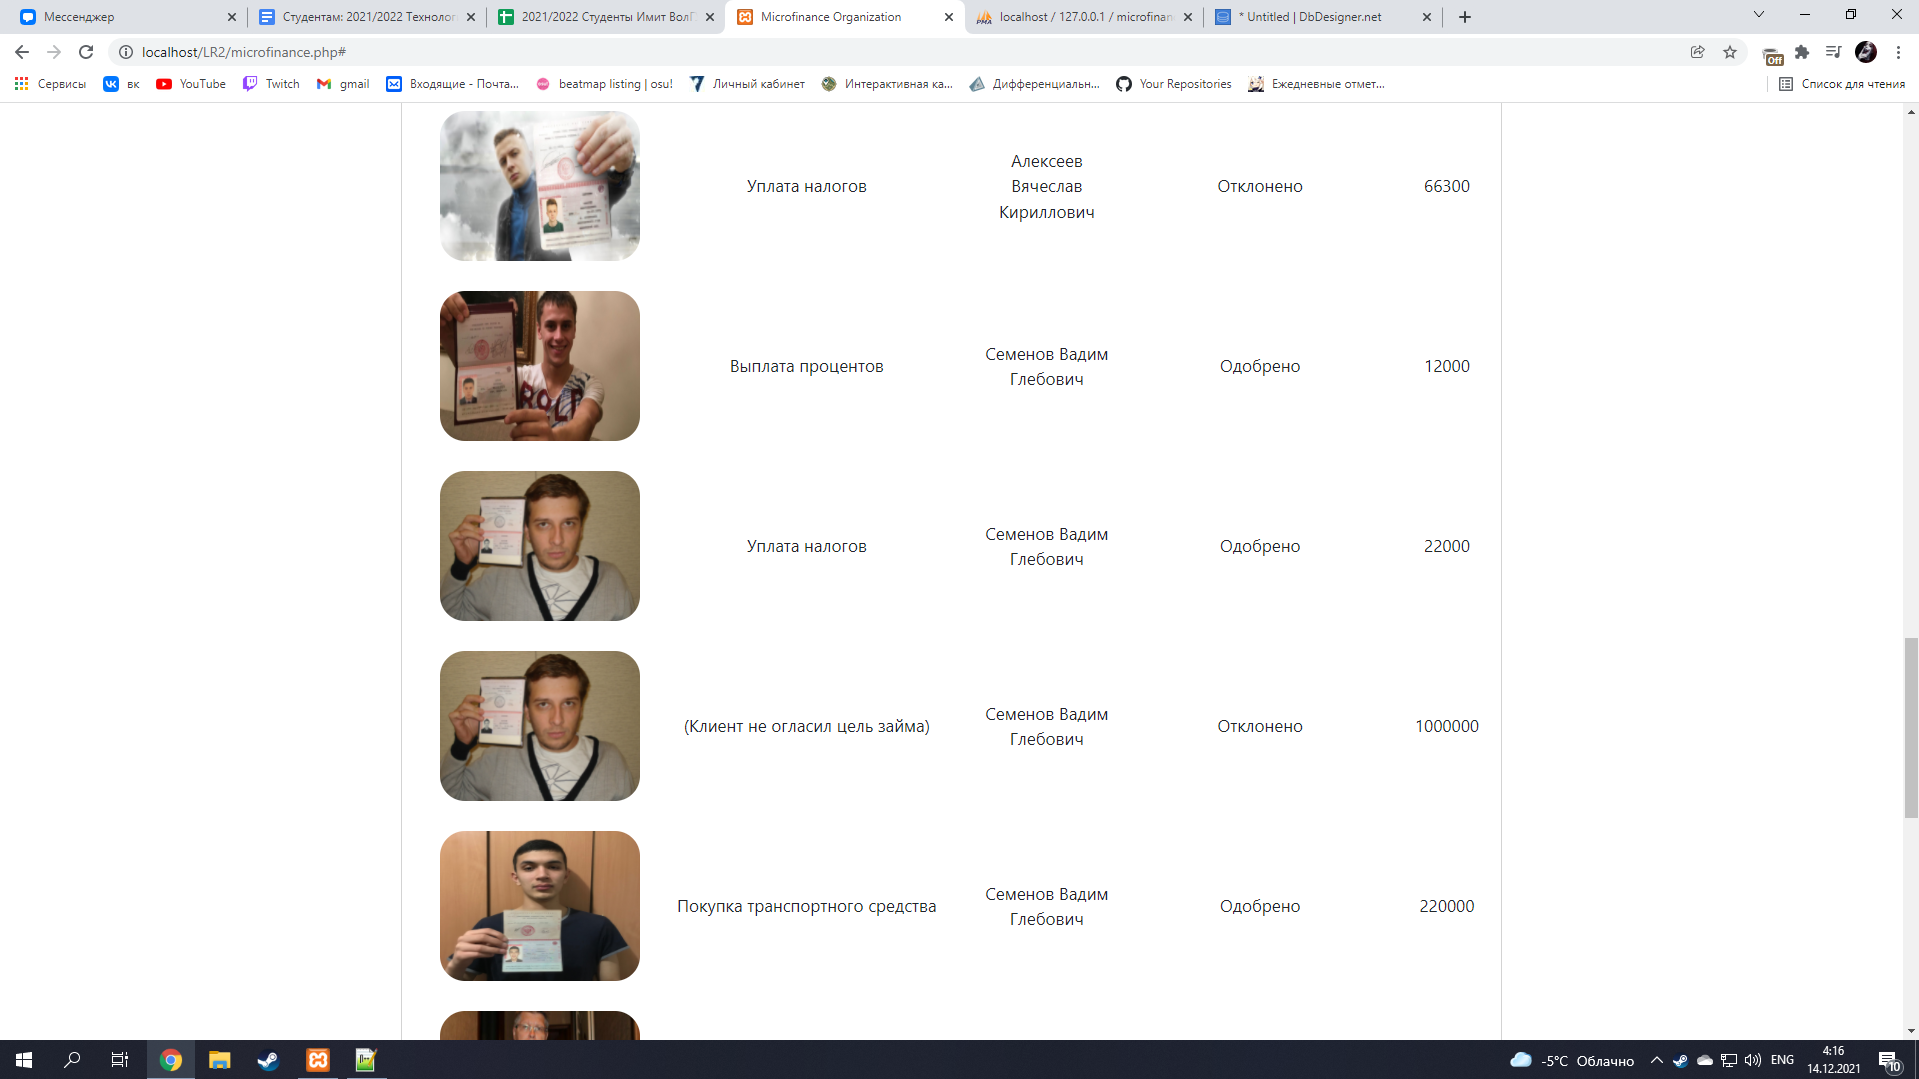 Мессенджер
Студентам: 2021/2022 Технолог
2021/2022 Студенты Имит ВолГ
Microfinance Organization
localhost / 127.0.0.1 / microfinan
* Untitled | DbDesigner.net
localhost/LR2/microfinance.php#
Off
Сервисы
вк
YouTube
Twitch
gmail
Входящие - Почта...
beatmap listing | osu!
Личный кабинет
Интерактивная ка...
Дифференциальн...
Your Repositories
Ежедневные отмет...
Список для чтения
Уплата налогов
Алексеев
Вячеслав
Кириллович
Отклонено
66300
Выплата процентов
Семенов Вадим
Глебович
Одобрено
12000
Уплата налогов
Семенов Вадим
Глебович
Одобрено
22000
(Клиент не огласил цель займа)
Семенов Вадим
Глебович
Отклонено
1000000
Покупка транспортного средства
Семенов Вадим
Глебович
Одобрено
220000
-5°C Облачно
ENG
4:16
14.12.2021
10